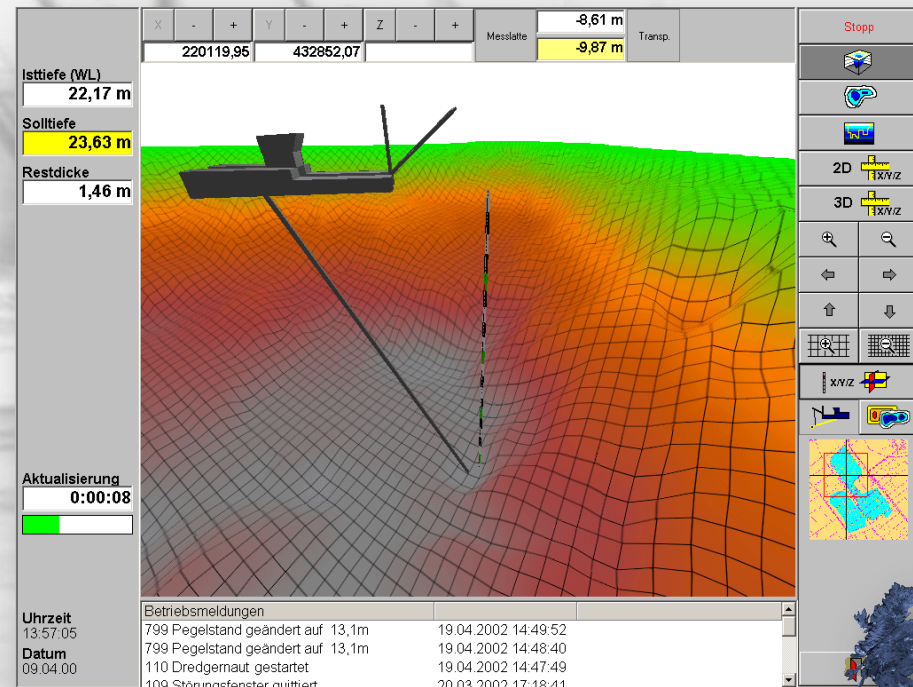 X - + Y - + Z - +
220119,95 432852,07
Messlatte
-8,61 m
-9,87 m
Transp.
Stopp
Isttiefe (WL)
22,17 m
Solltiefe
23,63 m
Restdicke
1,46 m
2D X/Y/Z
3D X/Y/Z
X/Y/Z
Aktualisierung
0:00:08
Uhrzeit
13:57:05
Datum
09.04.00
Betriebsmeldungen
799 Pegelstand geändert auf 13,1m 19.04.2002 14:49:52
799 Pegelstand geändert auf 13,1m 19.04.2002 14:48:40
110 Dredgernaut gestartet 19.04.2002 14:47:49
109 Störungsfenster quittiert 20.03.2002 17:18:41